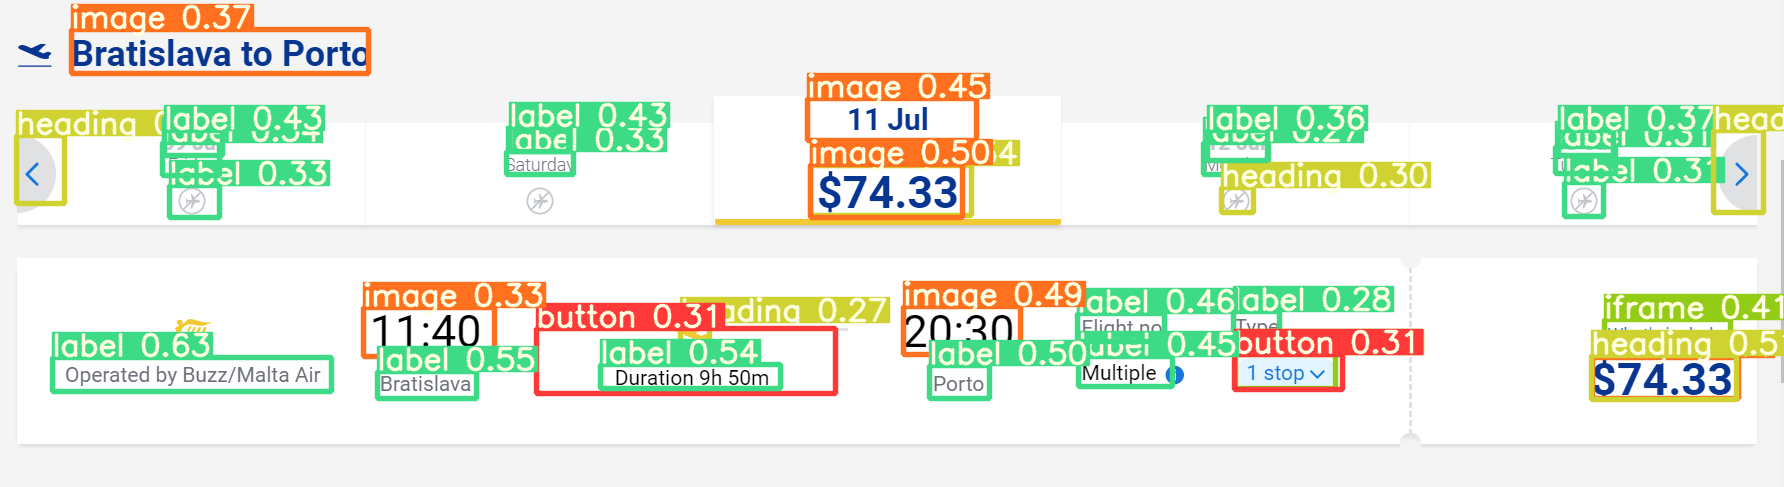 image 0.37
Bratislava to Porto
image 0.45
label 0.43
label 0.43
label 0.36
label 0.37
heading
11 Jul
label 0.33
image 0.50
Saturday
label 0.33
heading 0.30
label
$74.33
image 0.33
image 0.49
label 0.46
label 0.28
iframe 0.41
button 0.31
heading 0.27
11:40
20:30
Flight no
Type
label 0.63
label 0.55
label 0.54
label 0.50
label 0.45
button 0.31
heading 0.5
Operated by Buzz/Malta Air
Bratislava
Duration 9h 50m
Porto
Multiple
1 stop
$74.33